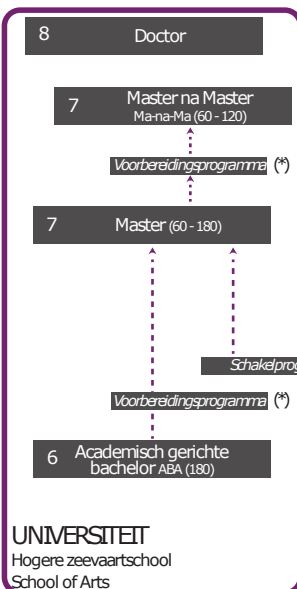 8 Doctor
7 Master na Master
Ma-na-Ma (60 - 120)
Voorbereidingsprogramma (*)
7 Master (60 - 180)
Schakelprog
Voorbereidingsprogramma (*)
6 Academisch gerichte
bachelor ABA (180)
UNIVERSITEIT
Hogere zeevaartschool
School of Arts